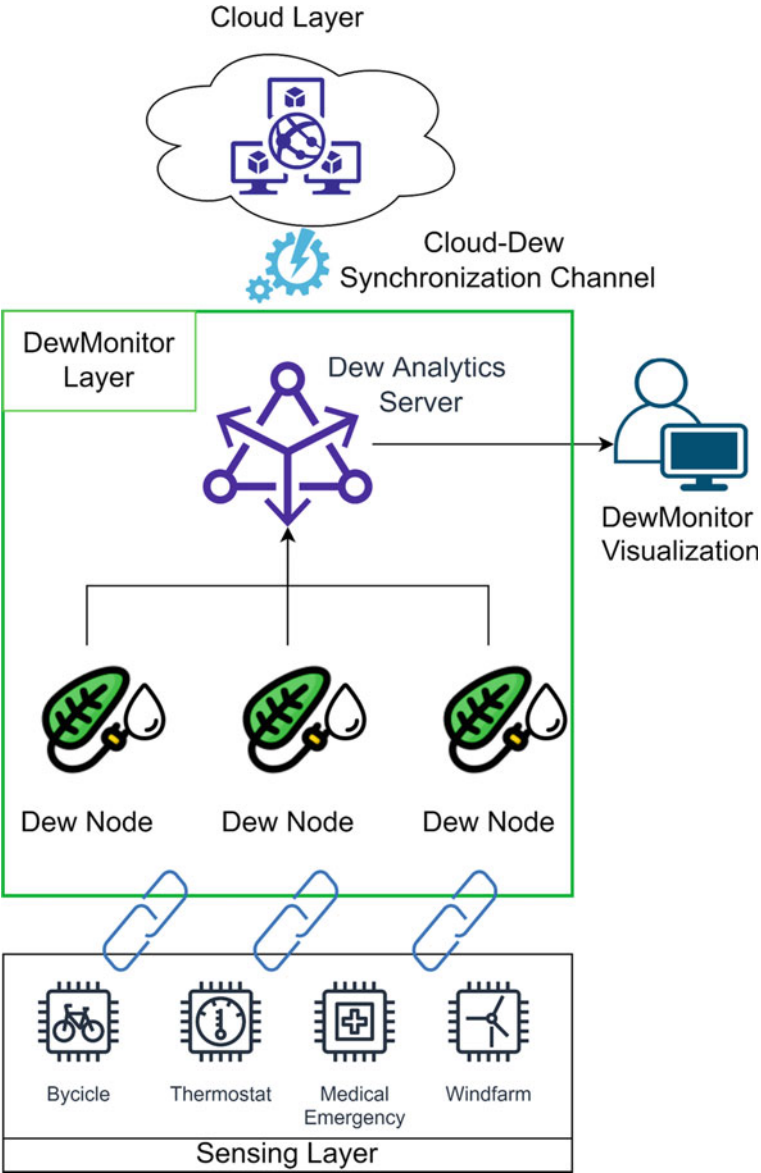 Cloud Layer
Cloud-Dew
Synchronization Channel
DewMonitor
Layer
Dew Analytics
Server
DewMonitor
Visualization
Dew Node
Dew Node
Dew Node
Bycicle
Thermostat
Medical
Emergency
Windfarm
Sensing Layer